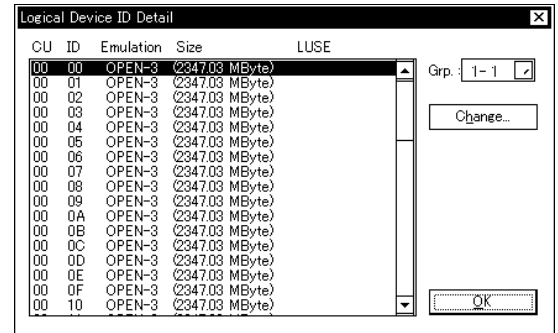 Logical Device ID Detail
CU ID Emulation Size LUSE
00 00 OPEN-3 (2347.03 MByte)
00 01 OPEN-3 (2347.03 MByte)
00 02 OPEN-3 (2347.03 MByte)
00 03 OPEN-3 (2347.03 MByte)
00 04 OPEN-3 (2347.03 MByte)
00 05 OPEN-3 (2347.03 MByte)
00 06 OPEN-3 (2347.03 MByte)
00 07 OPEN-3 (2347.03 MByte)
00 08 OPEN-3 (2347.03 MByte)
00 09 OPEN-3 (2347.03 MByte)
00 0A OPEN-3 (2347.03 MByte)
00 0B OPEN-3 (2347.03 MByte)
00 0C OPEN-3 (2347.03 MByte)
00 0D OPEN-3 (2347.03 MByte)
00 0E OPEN-3 (2347.03 MByte)
00 0F OPEN-3 (2347.03 MByte)
00 10 OPEN-3 (2347.03 MByte)
Grp. : 1- 1
Change...
OK